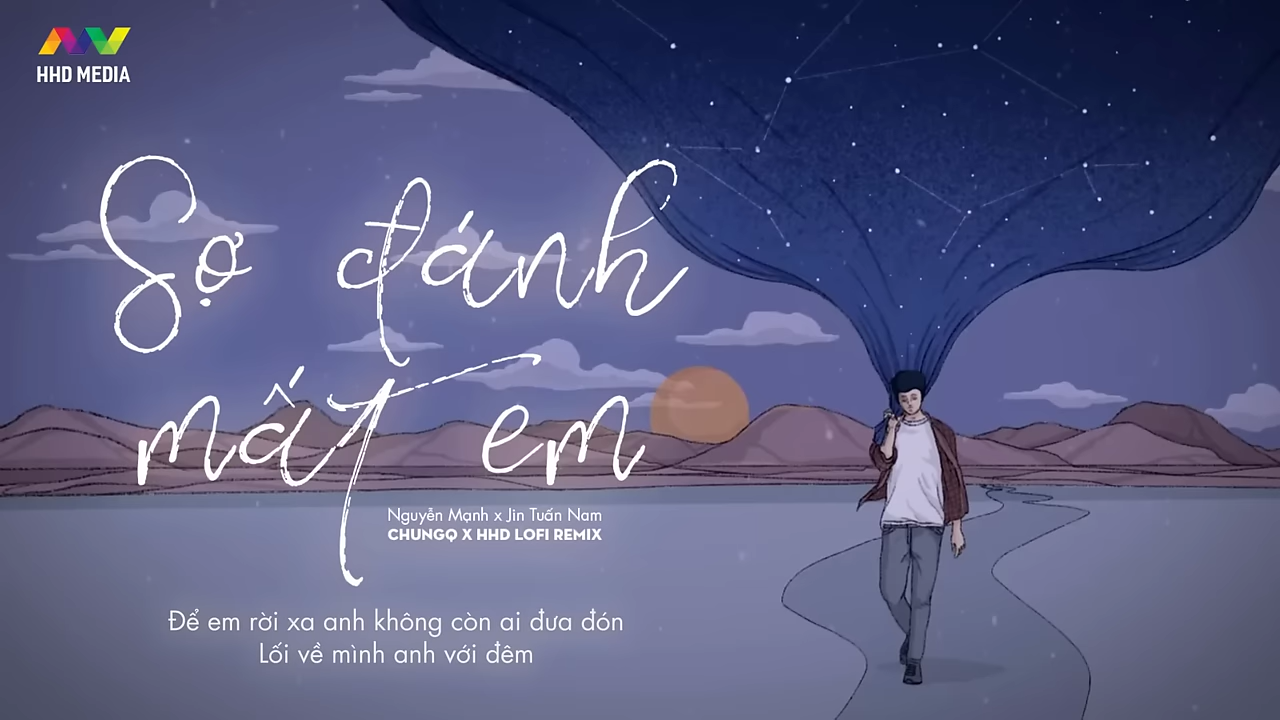 HHD MEDIA
Sợ đánh
mất em
Nguyễn Mạnh x Jin Tuấn Nam
CHUNGQ X HHD LOFI REMIX
Để em rời xa anh không còn ai đưa đón
Lối về mình anh với đêm